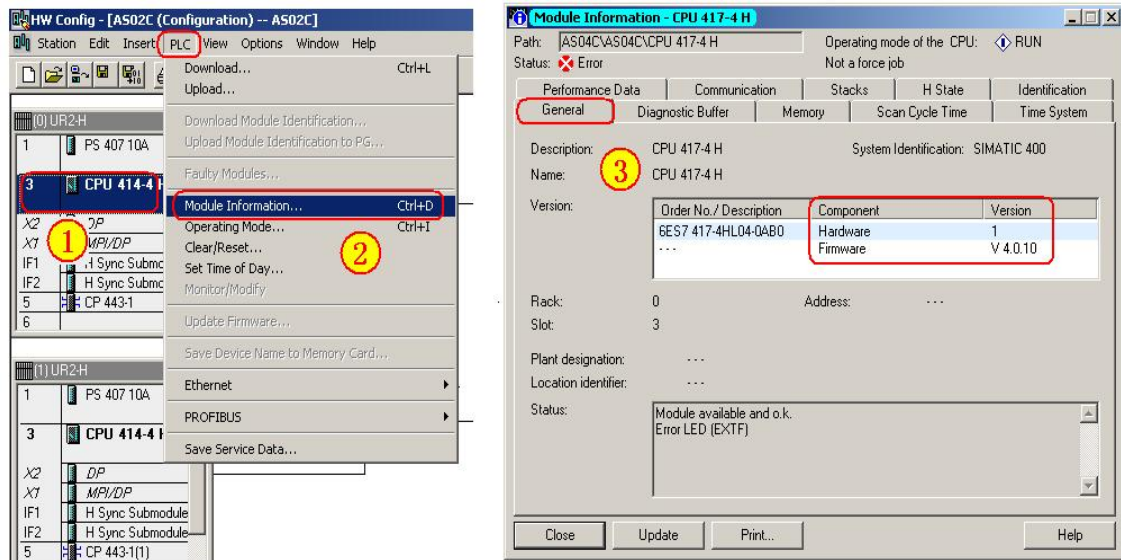 HW Config - [AS02C (Configuration) -- AS02C]
Station Edit Insert PLC View Options Window Help
Download... Ctrl+L
Upload...
Download Module Identification...
Upload Module Identification to PG...
Faulty Modules...
Module Information... Ctrl+D
Operating Mode... Ctrl+I
Clear/Reset...
Set Time of Day...
Monitor/Modify
Update Firmware...
Save Device Name to Memory Card...
Ethernet
PROFIBUS
Save Service Data...
2
(0) UR2-H
1 PS 407 10A
3 CPU 414-4 H
X2 DP
X1 MPI/DP
1
IF1 H Sync Submo
IF2 H Sync Submo
5 CP 443-1
6
(1) UR2-H
1 PS 407 10A
3 CPU 414-4 H
X2 DP
X1 MPI/DP
IF1 H Sync Submodule
IF2 H Sync Submodule
5 CP 443-1(1)
Module Information - CPU 417-4 H
Path: AS04C\AS04C\CPU 417-4 H Operating mode of the CPU: RUN
Status: Error Not a force job
Performance Data Communication Stacks H State Identification
General Diagnostic Buffer Memory Scan Cycle Time Time System
Description: CPU 417-4 H System Identification: SIMATIC 400
Name: CPU 417-4 H
3
Version: Order No./ Description Component Version
6ES7 417-4HL04-0AB0 Hardware 1
- - - Firmware V 4.0.10
Rack: 0 Address: - - -
Slot: 3
Plant designation: - - -
Location identifier: - - -
Status: Module available and o.k.
Error LED (EXTF)
Close Update Print... Help